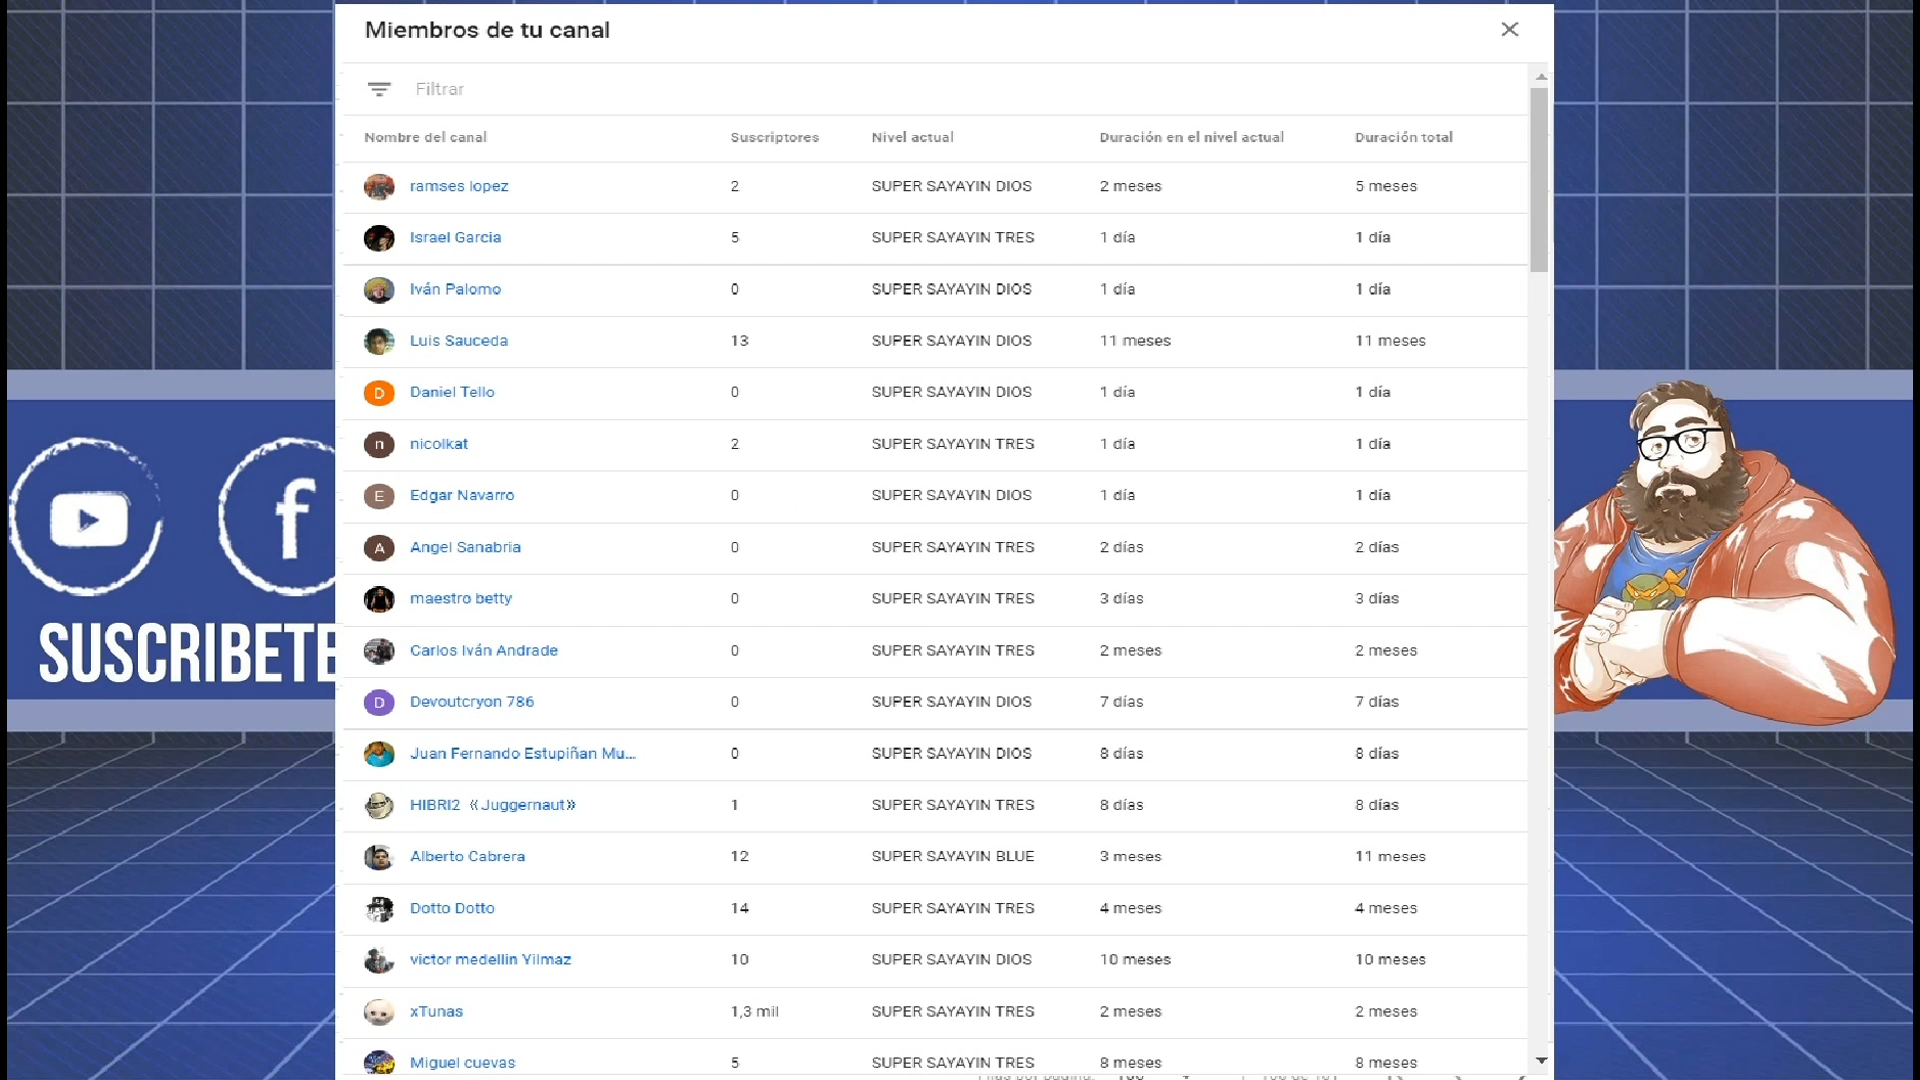 Miembros de tu canal
Filtrar
Nombre del canal Suscriptores Nivel actual Duración en el nivel actual Duración total
ramses lopez 2 SUPER SAYAYIN DIOS 2 meses 5 meses
Israel Garcia 5 SUPER SAYAYIN TRES 1 día 1 día
Iván Palomo 0 SUPER SAYAYIN DIOS 1 día 1 día
Luis Sauceda 13 SUPER SAYAYIN DIOS 11 meses 11 meses
D Daniel Tello 0 SUPER SAYAYIN DIOS 1 día 1 día
n nicolkat 2 SUPER SAYAYIN TRES 1 día 1 día
E Edgar Navarro 0 SUPER SAYAYIN DIOS 1 día 1 día
A Angel Sanabria 0 SUPER SAYAYIN TRES 2 días 2 días
maestro betty 0 SUPER SAYAYIN TRES 3 días 3 días
Carlos Iván Andrade 0 SUPER SAYAYIN TRES 2 meses 2 meses
D Devoutcryon 786 0 SUPER SAYAYIN DIOS 7 días 7 días
Juan Fernando Estupiñan Mu... 0 SUPER SAYAYIN DIOS 8 días 8 días
HIBRI2 《Juggernaut》 1 SUPER SAYAYIN TRES 8 días 8 días
Alberto Cabrera 12 SUPER SAYAYIN BLUE 3 meses 11 meses
Dotto Dotto 14 SUPER SAYAYIN TRES 4 meses 4 meses
victor medellin Yilmaz 10 SUPER SAYAYIN DIOS 10 meses 10 meses
xTunas 1,3 mil SUPER SAYAYIN TRES 2 meses 2 meses
Miguel cuevas 5 SUPER SAYAYIN TRES 8 meses 8 meses
SUSCRIBETE